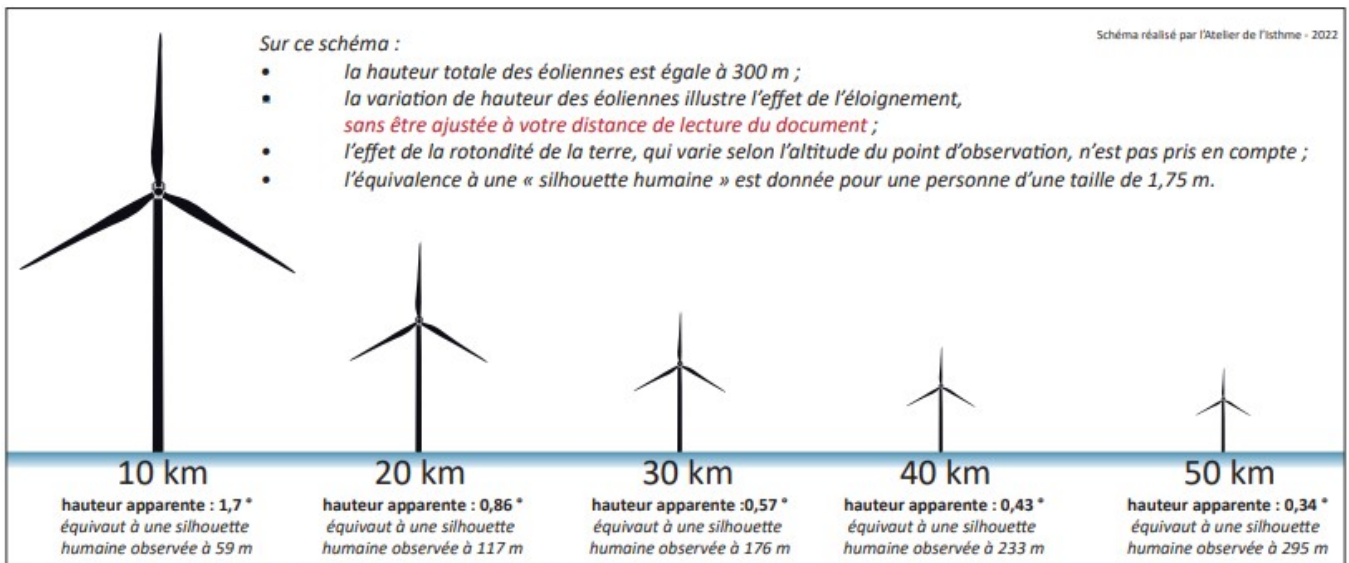 Schéma réalisé par l'Atelier de l'Isthme - 2022
Sur ce schéma :
• la hauteur totale des éoliennes est égale à 300 m ;
• la variation de hauteur des éoliennes illustre l'effet de l'éloignement,
sans être ajustée à votre distance de lecture du document ;
• l'effet de la rotondité de la terre, qui varie selon l'altitude du point d'observation, n'est pas pris en compte ;
• l'équivalence à une « silhouette humaine » est donnée pour une personne d'une taille de 1,75 m.
10 km
hauteur apparente : 1,7 °
équivaut à une silhouette
humaine observée à 59 m
20 km
hauteur apparente : 0,86 °
équivaut à une silhouette
humaine observée à 117 m
30 km
hauteur apparente :0,57 °
équivaut à une silhouette
humaine observée à 176 m
40 km
hauteur apparente : 0,43 °
équivaut à une silhouette
humaine observée à 233 m
50 km
hauteur apparente : 0,34 °
équivaut à une silhouette
humaine observée à 295 m